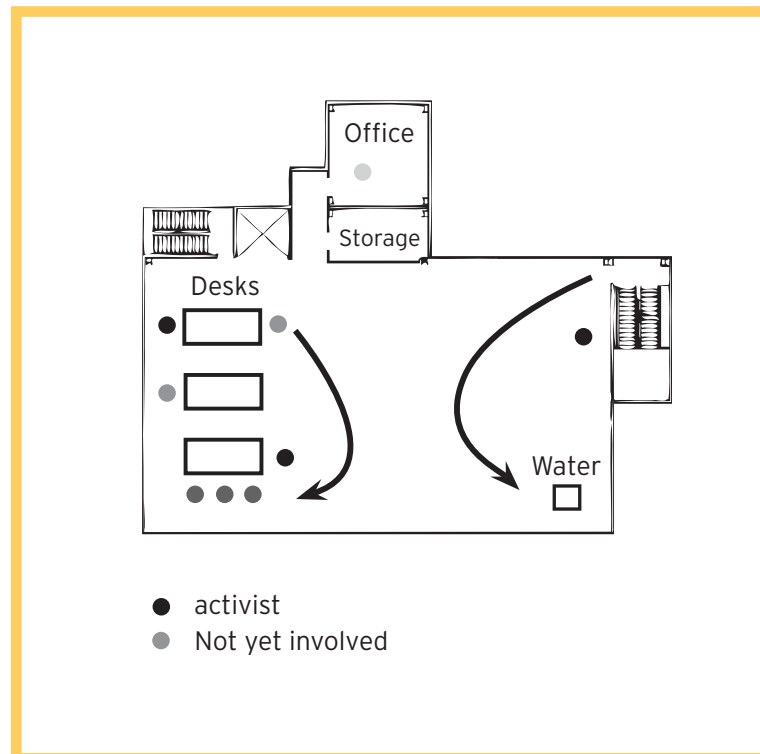 Office
Storage
Desks
Water
activist
Not yet involved